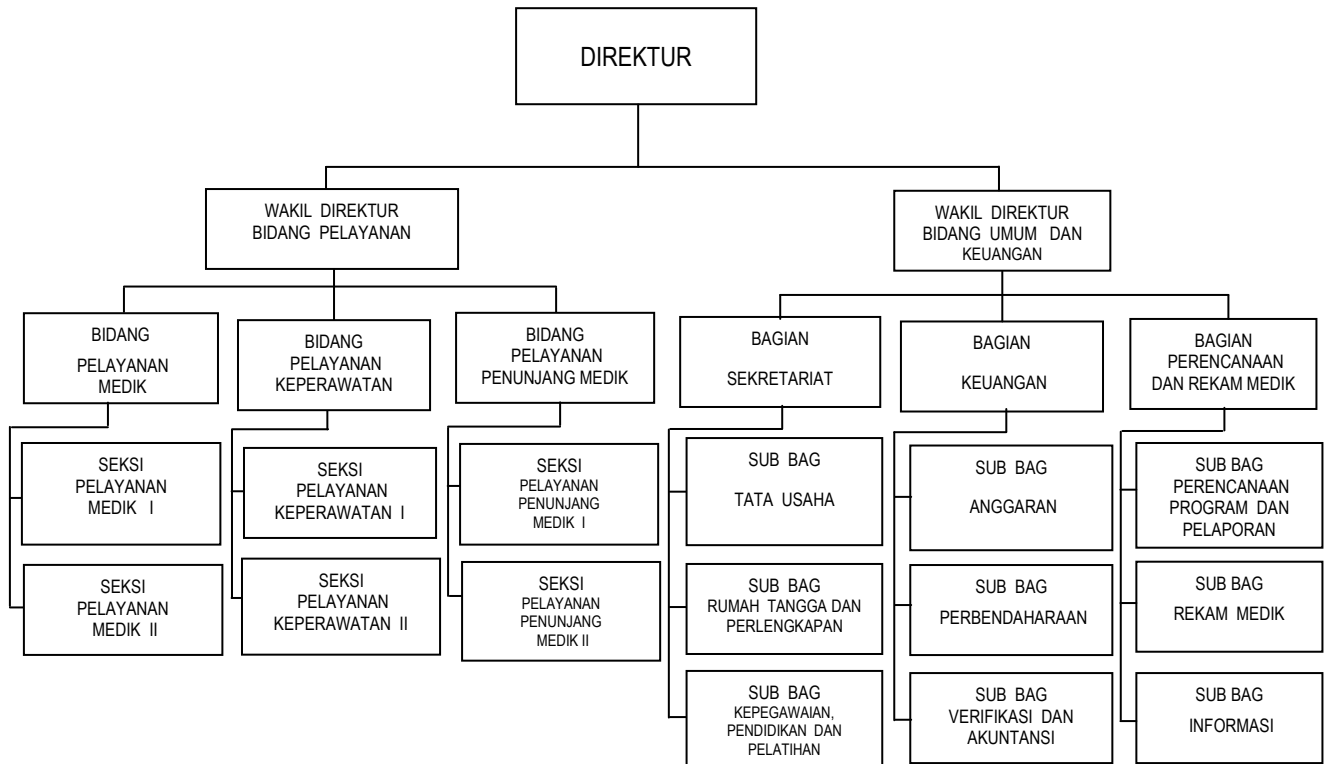 DIREKTUR
WAKIL DIREKTUR
BIDANG PELAYANAN
WAKIL DIREKTUR
BIDANG UMUM DAN
KEUANGAN
BIDANG
PELAYANAN
MEDIK
BIDANG
PELAYANAN
KEPERAWATAN
BIDANG
PELAYANAN
PENUNJANG MEDIK
BAGIAN
SEKRETARIAT
BAGIAN
KEUANGAN
BAGIAN
PERENCANAAN
DAN REKAM MEDIK
SEKSI
PELAYANAN
MEDIK I
SEKSI
PELAYANAN
KEPERAWATAN I
SEKSI
PELAYANAN
PENUNJANG
MEDIK I
SUB BAG
TATA USAHA
SUB BAG
ANGGARAN
SUB BAG
PERENCANAAN
PROGRAM DAN
PELAPORAN
SEKSI
PELAYANAN
MEDIK II
SEKSI
PELAYANAN
KEPERAWATAN II
SEKSI
PELAYANAN
PENUNJANG
MEDIK II
SUB BAG
RUMAH TANGGA DAN
PERLENGKAPAN
SUB BAG
PERBENDAHARAAN
SUB BAG
REKAM MEDIK
SUB BAG
KEPEGAWAIAN,
PENDIDIKAN DAN
PELATIHAN
SUB BAG
VERIFIKASI DAN
AKUNTANSI
SUB BAG
INFORMASI